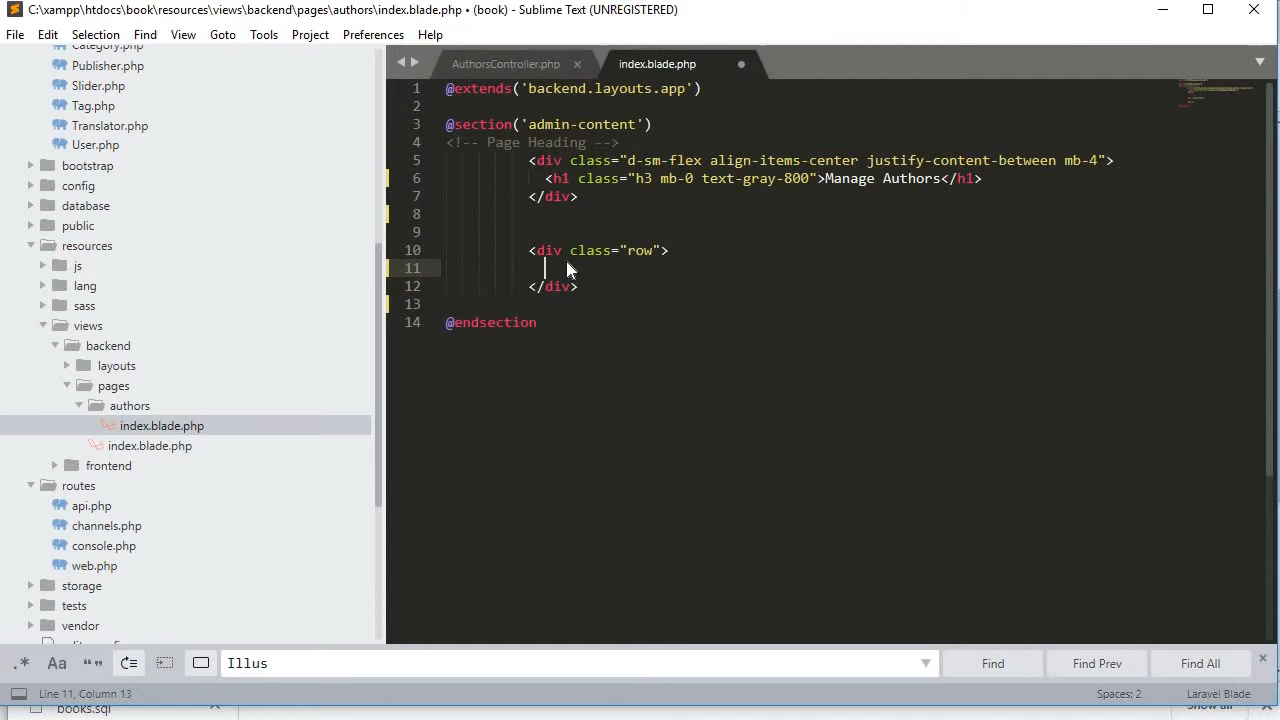 C:\xampp\htdocs\book\resources\views\backend\pages\authors\index.blade.php • (book) - Sublime Text (UNREGISTERED)
File Edit Selection Find View Goto Tools Project Preferences Help
Category.php
Publisher.php
Slider.php
Tag.php
Translator.php
User.php
bootstrap
config
database
public
resources
js
lang
sass
views
backend
layouts
pages
authors
index.blade.php
index.blade.php
frontend
routes
api.php
channels.php
console.php
web.php
storage
tests
vendor
AuthorsController.php × index.blade.php
1 @extends('backend.layouts.app')
2
3 @section('admin-content')
4 <!-- Page Heading -->
5 <div class="d-sm-flex align-items-center justify-content-between mb-4">
6 <h1 class="h3 mb-0 text-gray-800">Manage Authors</h1>
7 </div>
8
9
10 <div class="row">
11
12 </div>
13
14 @endsection
.* Aa “” Illus Find Find Prev Find All
Line 11, Column 13 Spaces: 2 Laravel Blade
books.sql Show all